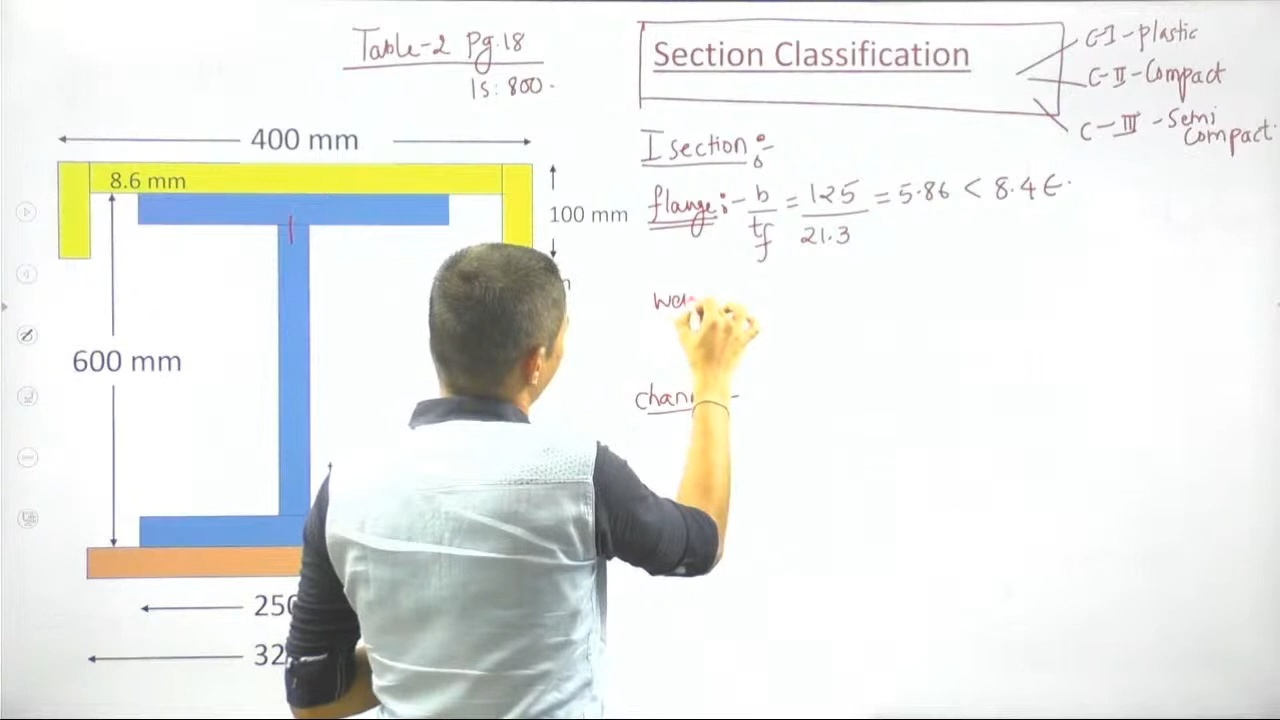 Table-2 Pg.18
IS: 800.
Section Classification
C-I - plastic
C-II - Compact
C-III - Semi Compact.
400 mm
8.6 mm
100 mm
600 mm
I section :-
flange :- b/tf = 125/21.3 = 5.86 < 8.4 ϵ.